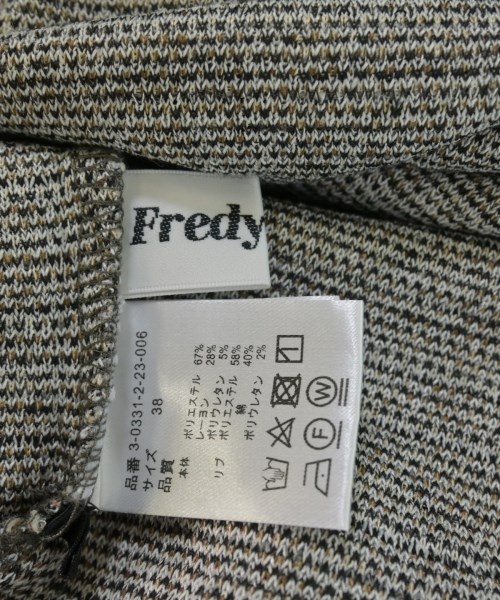 Fredy
品番 3-0331-2-23-006
サイズ 38
品質
本体 ポリエステル 67%
レーヨン 28%
ポリウレタン 5%
リブ ポリエステル 58%
綿 40%
ポリウレタン 2%
W
F